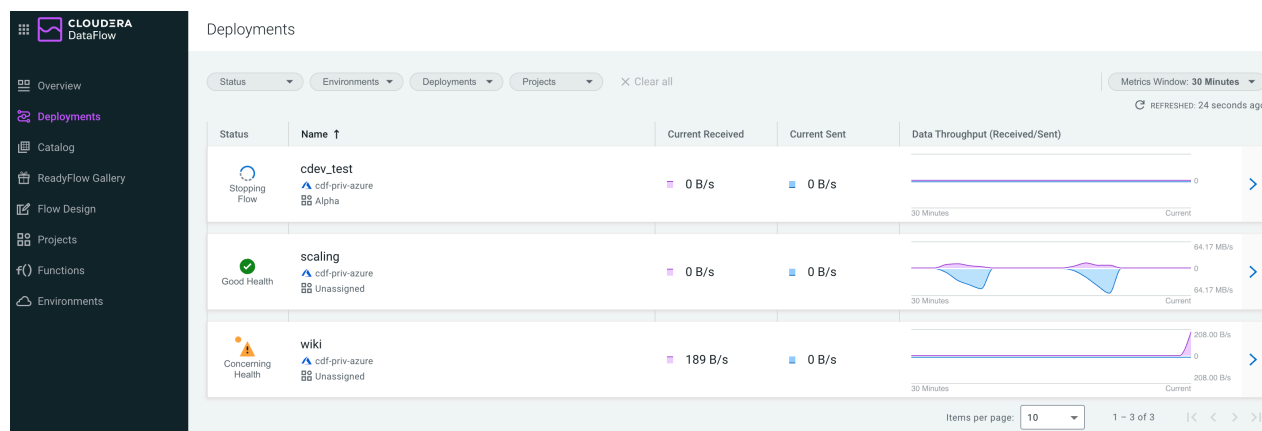 CLOUDERA
DataFlow
Overview
Deployments
Catalog
ReadyFlow Gallery
Flow Design
Projects
f() Functions
Environments
Deployments
Status Environments Deployments Projects Clear all Metrics Window: 30 Minutes
REFRESHED: 24 seconds ago
Status Name ↑ Current Received Current Sent Data Throughput (Received/Sent)
Stopping
Flow
cdev_test
cdf-priv-azure
Alpha
0 B/s
0 B/s
0
30 Minutes Current
Good Health
scaling
cdf-priv-azure
Unassigned
0 B/s
0 B/s
64.17 MB/s
0
64.17 MB/s
30 Minutes Current
Concerning
Health
wiki
cdf-priv-azure
Unassigned
189 B/s
0 B/s
208.00 B/s
0
208.00 B/s
30 Minutes Current
Items per page: 10 1 – 3 of 3